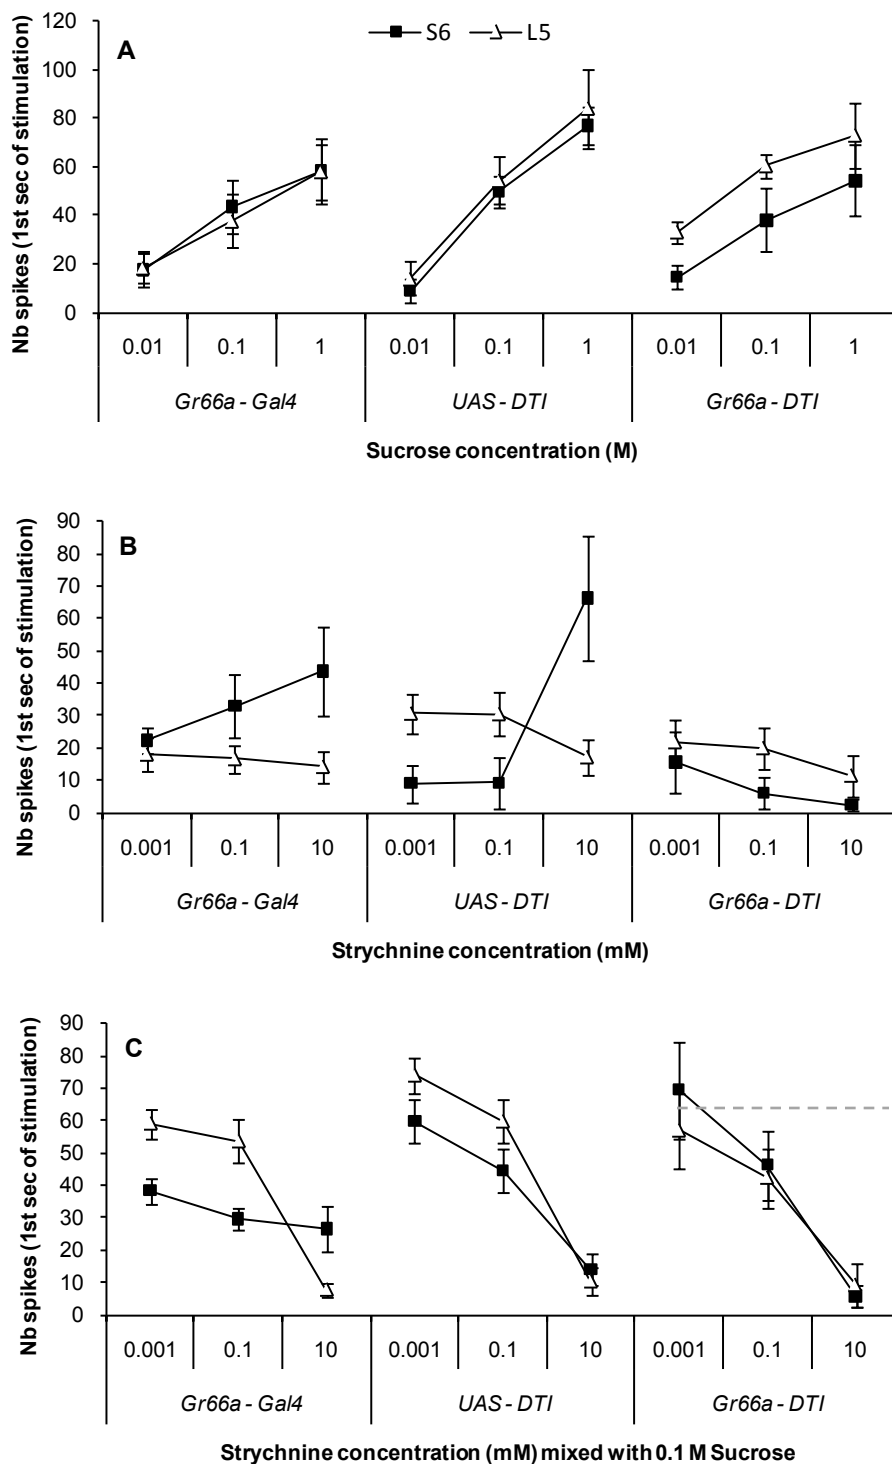 120
100
80
60
40
20
0
Nb spikes (1st sec of stimulation)
A
S6 L5
0.01 0.1 1 0.01 0.1 1 0.01 0.1 1
Gr66a - Gal4 UAS - DTI Gr66a - DTI
Sucrose concentration (M)
90
80
70
60
50
40
30
20
10
0
Nb spikes (1st sec of stimulation)
B
0.001 0.1 10 0.001 0.1 10 0.001 0.1 10
Gr66a - Gal4 UAS - DTI Gr66a - DTI
Strychnine concentration (mM)
90
80
70
60
50
40
30
20
10
0
Nb spikes (1st sec of stimulation)
C
0.001 0.1 10 0.001 0.1 10 0.001 0.1 10
Gr66a - Gal4 UAS - DTI Gr66a - DTI
Strychnine concentration (mM) mixed with 0.1 M Sucrose